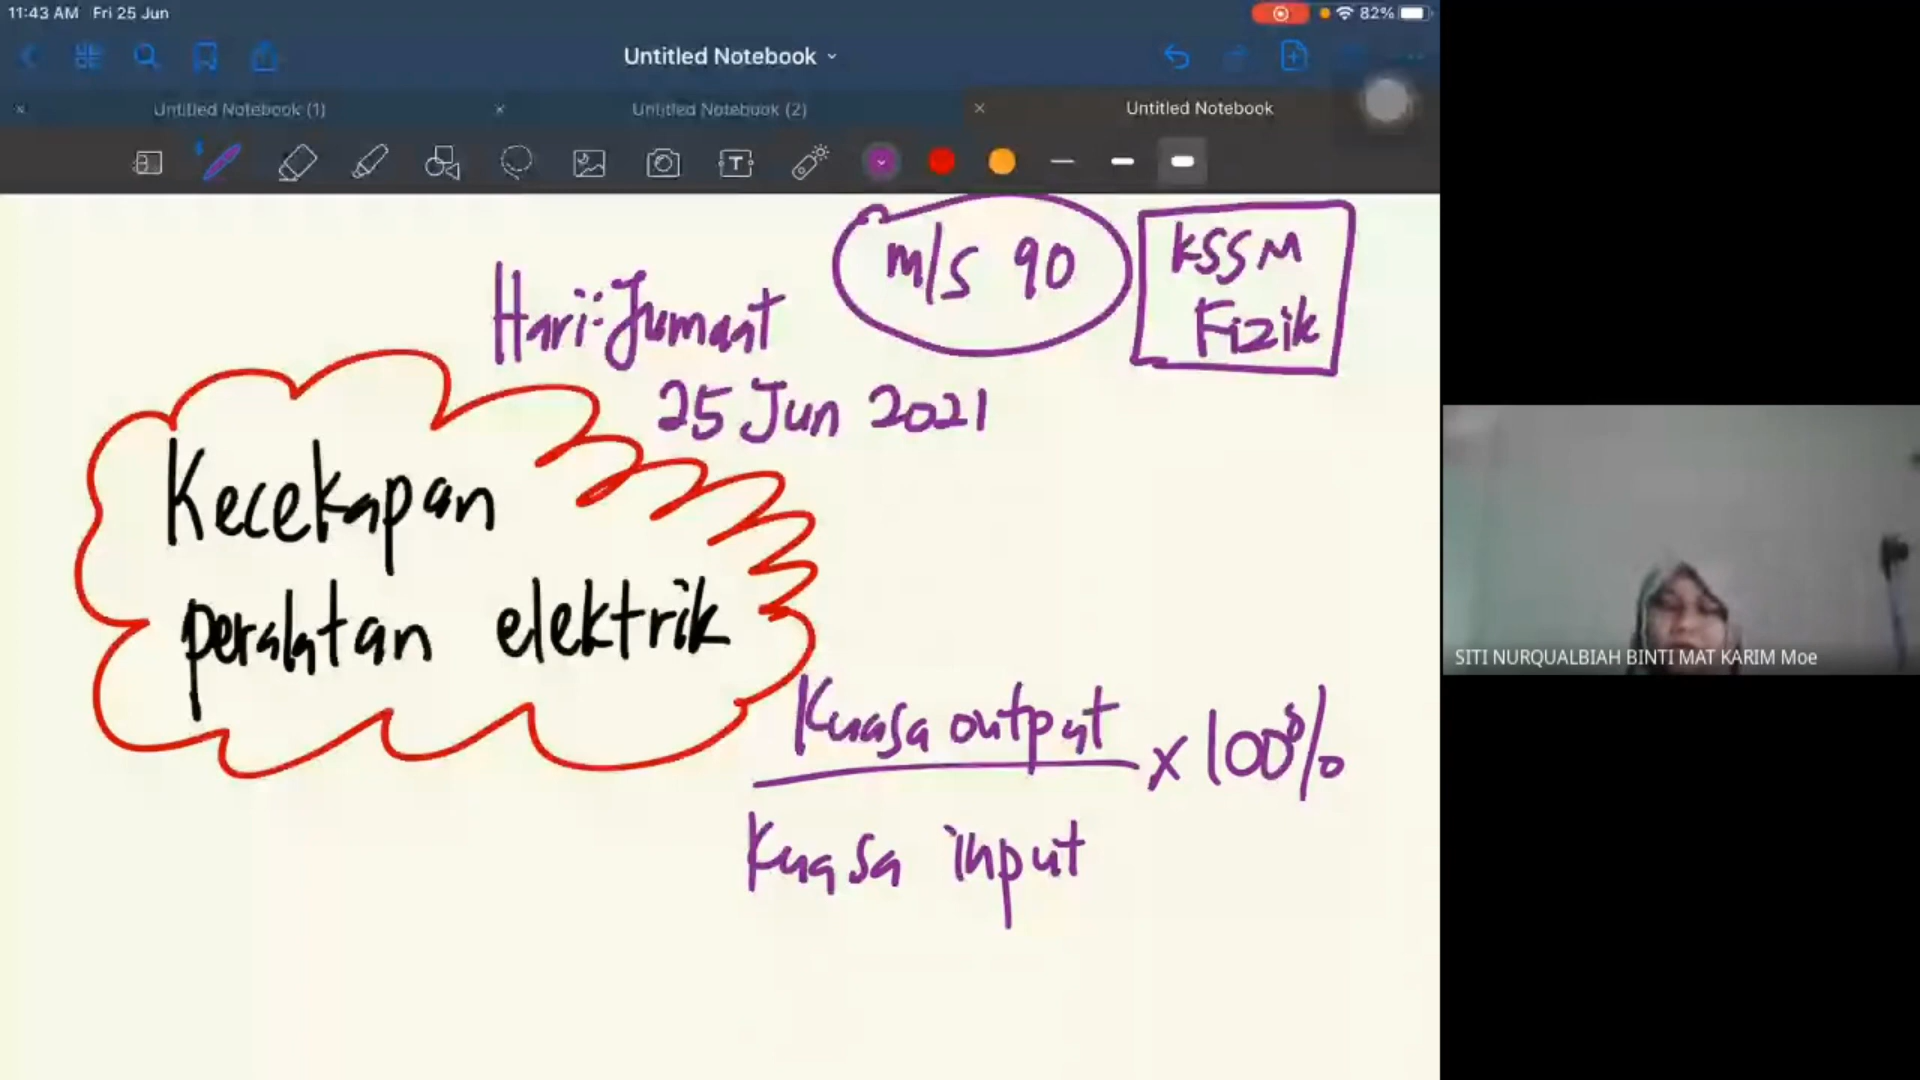 11:43 AM Fri 25 Jun
82%
Untitled Notebook
Untitled Notebook (1)
Untitled Notebook (2)
Untitled Notebook
T
m/s 90
KSSM
Fizik
Hari:Jumaat
25 Jun 2021
Kecekapan
peralatan elektrik
Kuasa output
x 100%
Kuasa input
SITI NURQUALBIAH BINTI MAT KARIM Moe